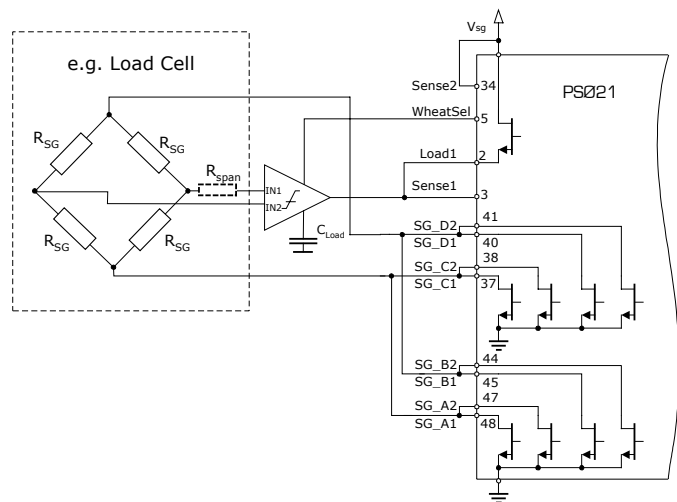 Vsg
e.g. Load Cell
RSG
RSG
Rspan
RSG
RSG
IN1
IN2
CLoad
PSØ21
Sense2
34
WheatSel
5
Load1
2
Sense1
3
41
SG_D2
SG_D1
40
38
SG_C2
SG_C1
37
44
SG_B2
SG_B1
45
47
SG_A2
SG_A1
48